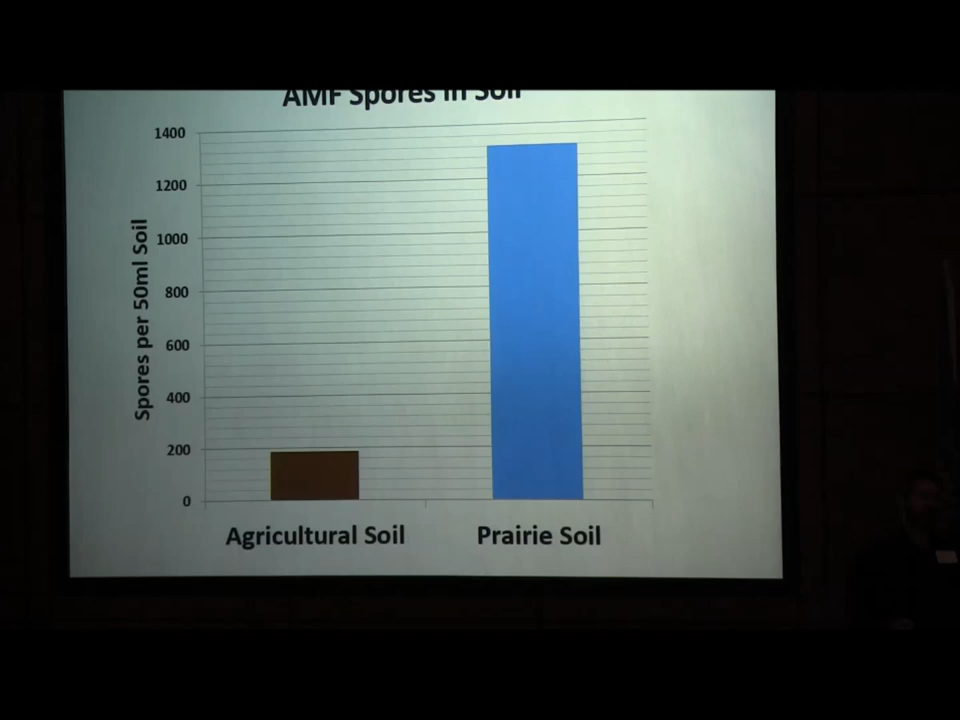 AMF Spores in Soil
1400
1200
1000
800
600
400
200
0
Spores per 50ml Soil
Agricultural Soil
Prairie Soil